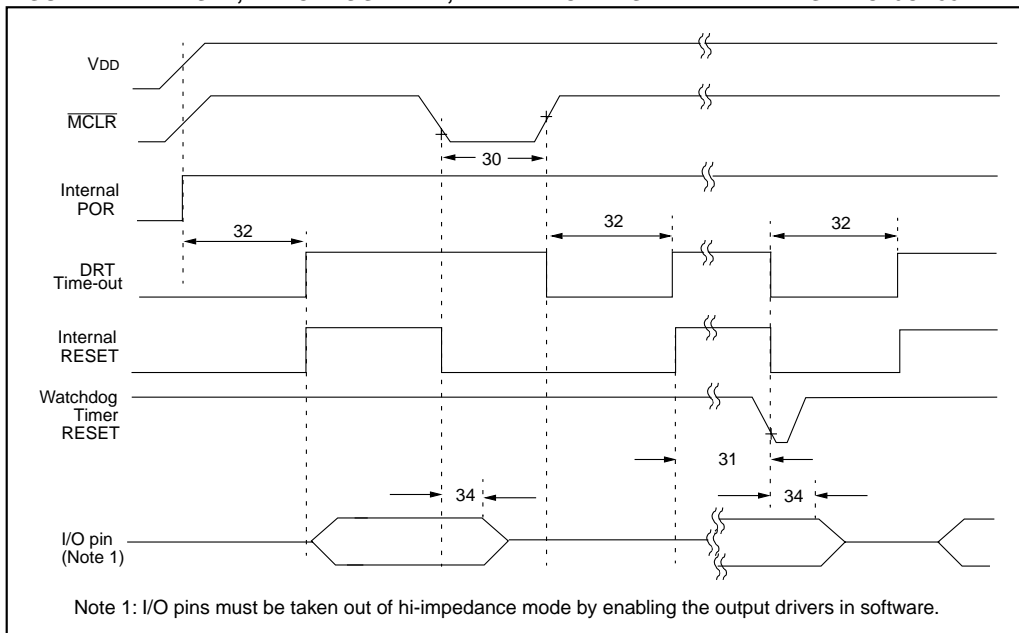 VDD
MCLR
30
Internal
POR
32
32
32
DRT
Time-out
Internal
RESET
Watchdog
Timer
RESET
31
34
34
I/O pin
(Note 1)
Note 1: I/O pins must be taken out of hi-impedance mode by enabling the output drivers in software.